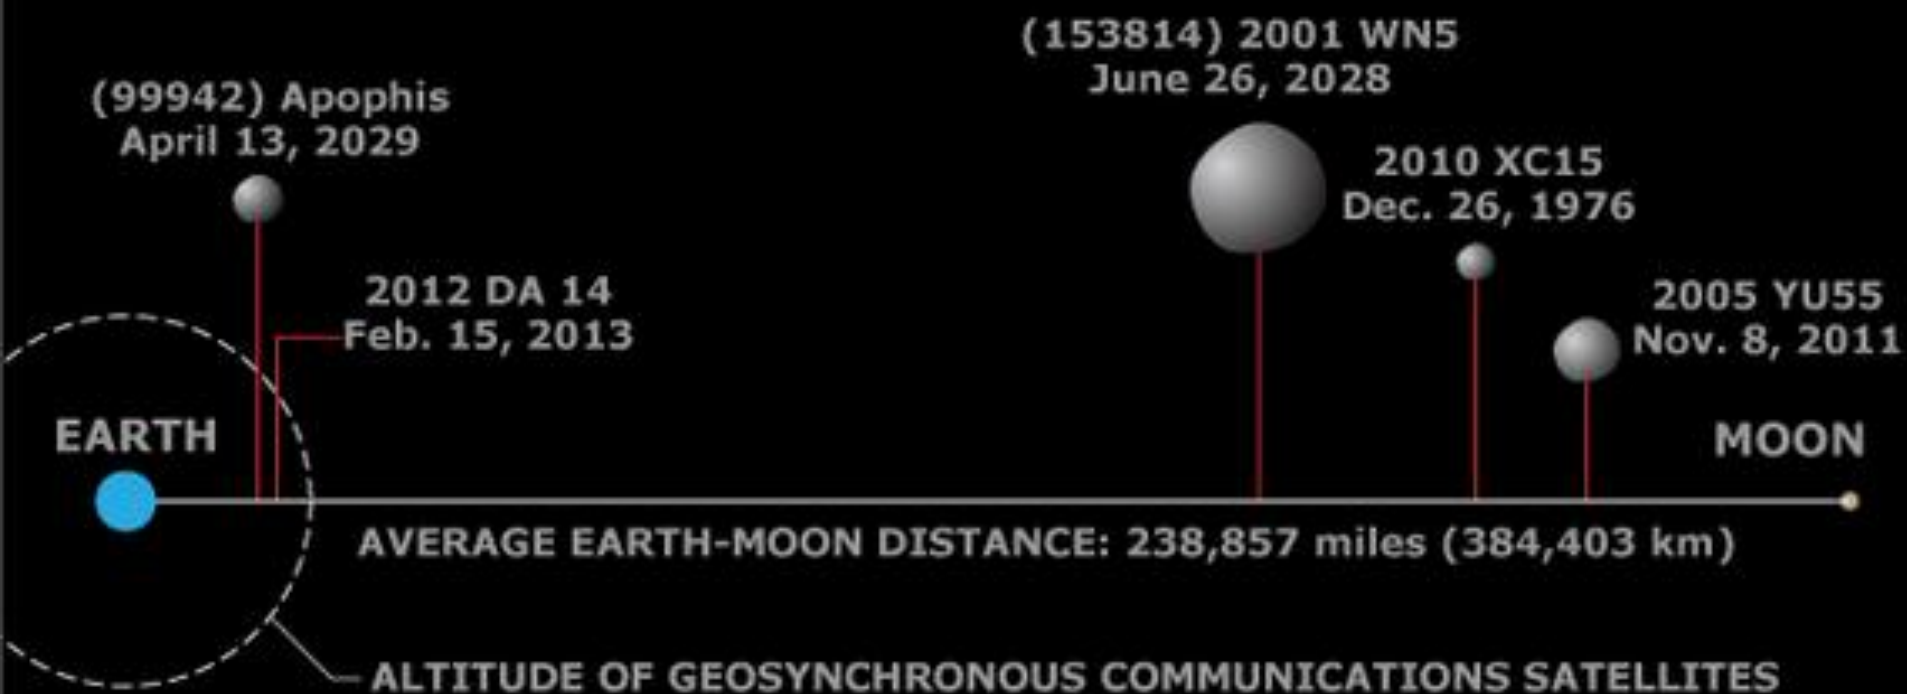 (153814) 2001 WN5
June 26, 2028
(99942) Apophis
April 13, 2029
2010 XC15
Dec. 26, 1976
2012 DA 14
Feb. 15, 2013
2005 YU55
Nov. 8, 2011
EARTH
MOON
AVERAGE EARTH-MOON DISTANCE: 238,857 miles (384,403 km)
ALTITUDE OF GEOSYNCHRONOUS COMMUNICATIONS SATELLITES